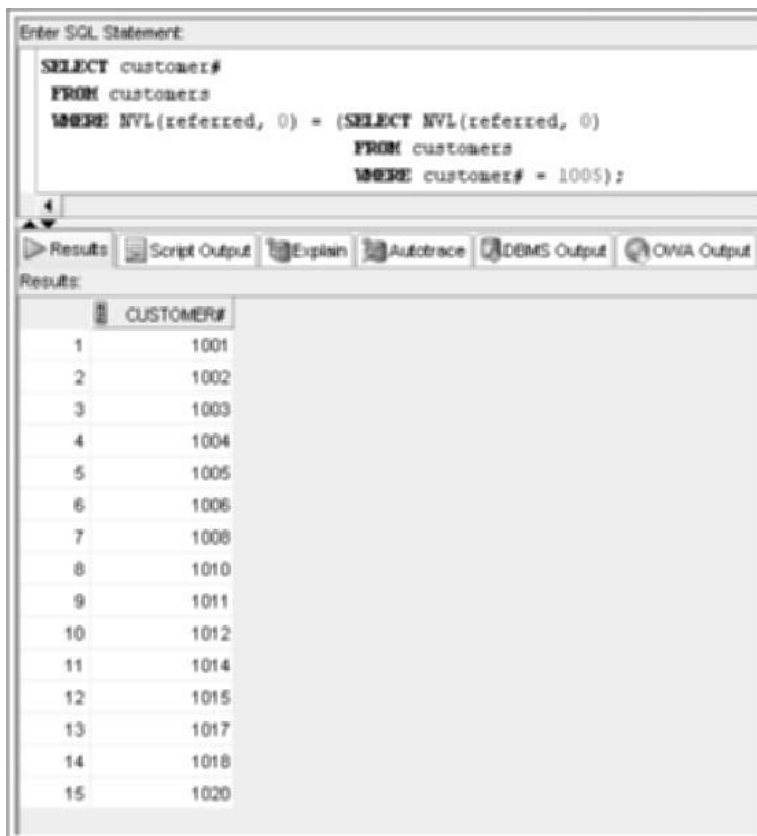 Enter SQL Statement:
SELECT customer#
FROM customers
WHERE NVL(referred, 0) = (SELECT NVL(referred, 0)
FROM customers
WHERE customer# = 1005);
Results Script Output Explain Autotrace DBMS Output OWA Output
Results:
CUSTOMER#
1 1001
2 1002
3 1003
4 1004
5 1005
6 1006
7 1008
8 1010
9 1011
10 1012
11 1014
12 1015
13 1017
14 1018
15 1020